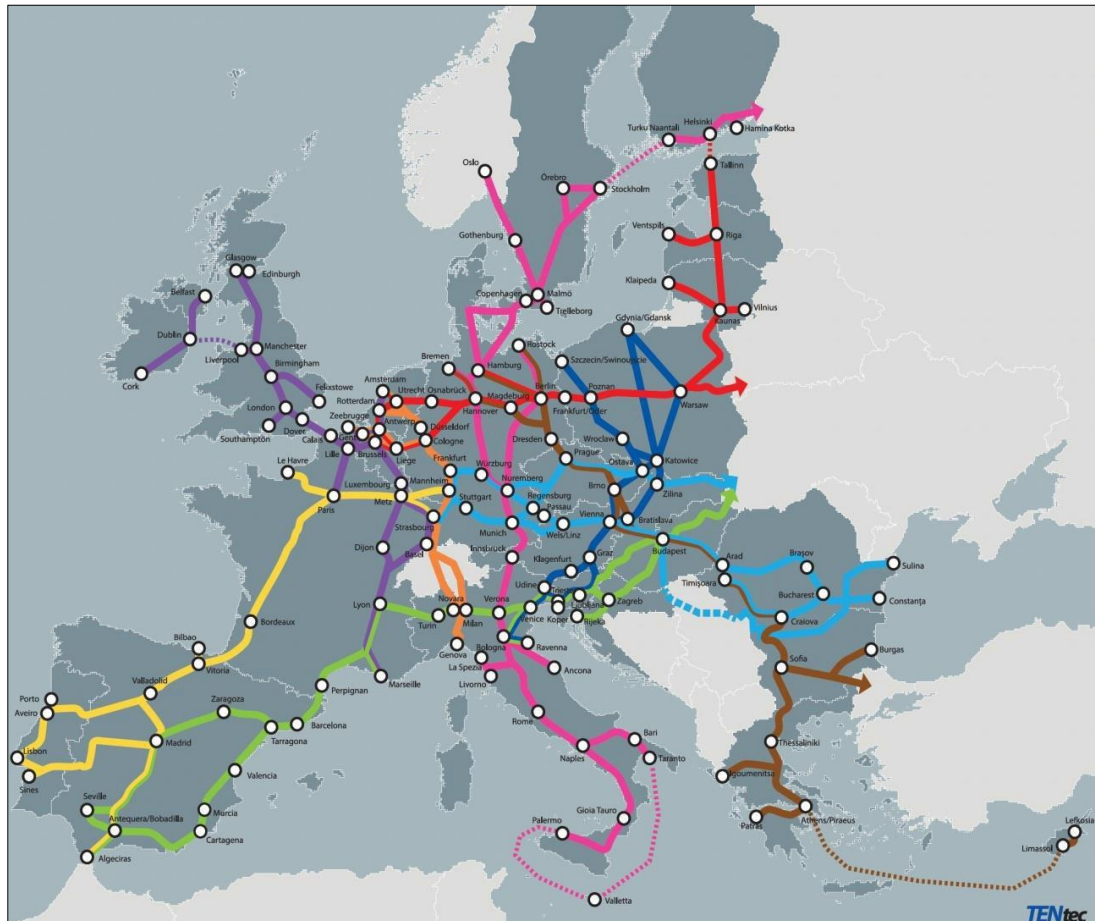 Helsinki
Turku Naantali
Hamina Kotka
Tallinn
Oslo
Örebro
Stockholm
Ventspils
Riga
Gothenburg
Glasgow
Edinburgh
Klaipeda
Belfast
Copenhagen
Malmö
Trelleborg
Vilnius
Kaunas
Gdynia/Gdansk
Dublin
Liverpool
Manchester
Rostock
Bremen
Hamburg
Szczecin/Swinoujscie
Cork
Birmingham
Felixstowe
Amsterdam
Utrecht
Osnabrück
Berlin
Poznan
Warsaw
Rotterdam
Magdeburg
Hannover
Frankfurt/Oder
London
Zeebrugge
Antwerp
Düsseldorf
Southampton
Dover
Calais
Gent
Cologne
Dresden
Wroclaw
Lille
Brussels
Liege
Prague
Katowice
Le Havre
Frankfurt
Würzburg
Ostava
Luxembourg
Mannheim
Nuremberg
Brno
Zilina
Paris
Metz
Stuttgart
Regensburg
Passau
Strasbourg
Munich
Wels/Linz
Vienna
Bratislava
Dijon
Basel
Innsbruck
Klagenfurt
Graz
Budapest
Arad
Braşov
Sulina
Timişoara
Udine
Bucharest
Constanţa
Lyon
Novara
Verona
Ljubljana
Zagreb
Turin
Milan
Venice
Koper
Rijeka
Craiova
Bordeaux
Genova
Bologna
Ravenna
Bilbao
Vitoria
La Spezia
Ancona
Sofia
Burgas
Marseille
Livorno
Porto
Valladolid
Zaragoza
Perpignan
Aveiro
Rome
Barcelona
Tarragona
Madrid
Bari
Thessaliniki
Lisbon
Naples
Taranto
Sines
Valencia
Igoumenitsa
Seville
Murcia
Gioia Tauro
Antequera/Bobadilla
Palermo
Patras
Athens/Piraeus
Cartagena
Lefkosia
Limassol
Algeciras
Valletta
TENtec